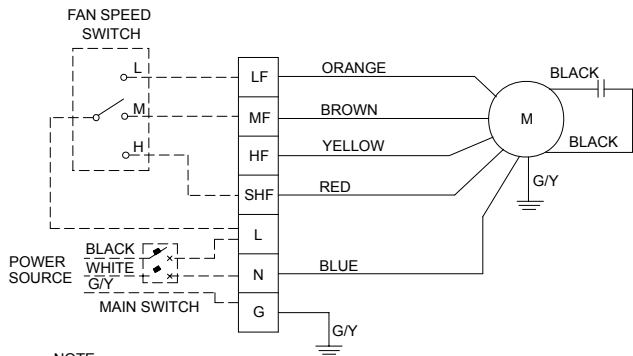 FAN SPEED
SWITCH
L
M
H
LF
MF
HF
SHF
L
N
G
ORANGE
BROWN
YELLOW
RED
BLUE
BLACK
M
BLACK
G/Y
POWER
SOURCE
BLACK
WHITE
G/Y
MAIN SWITCH
G/Y
NOTE